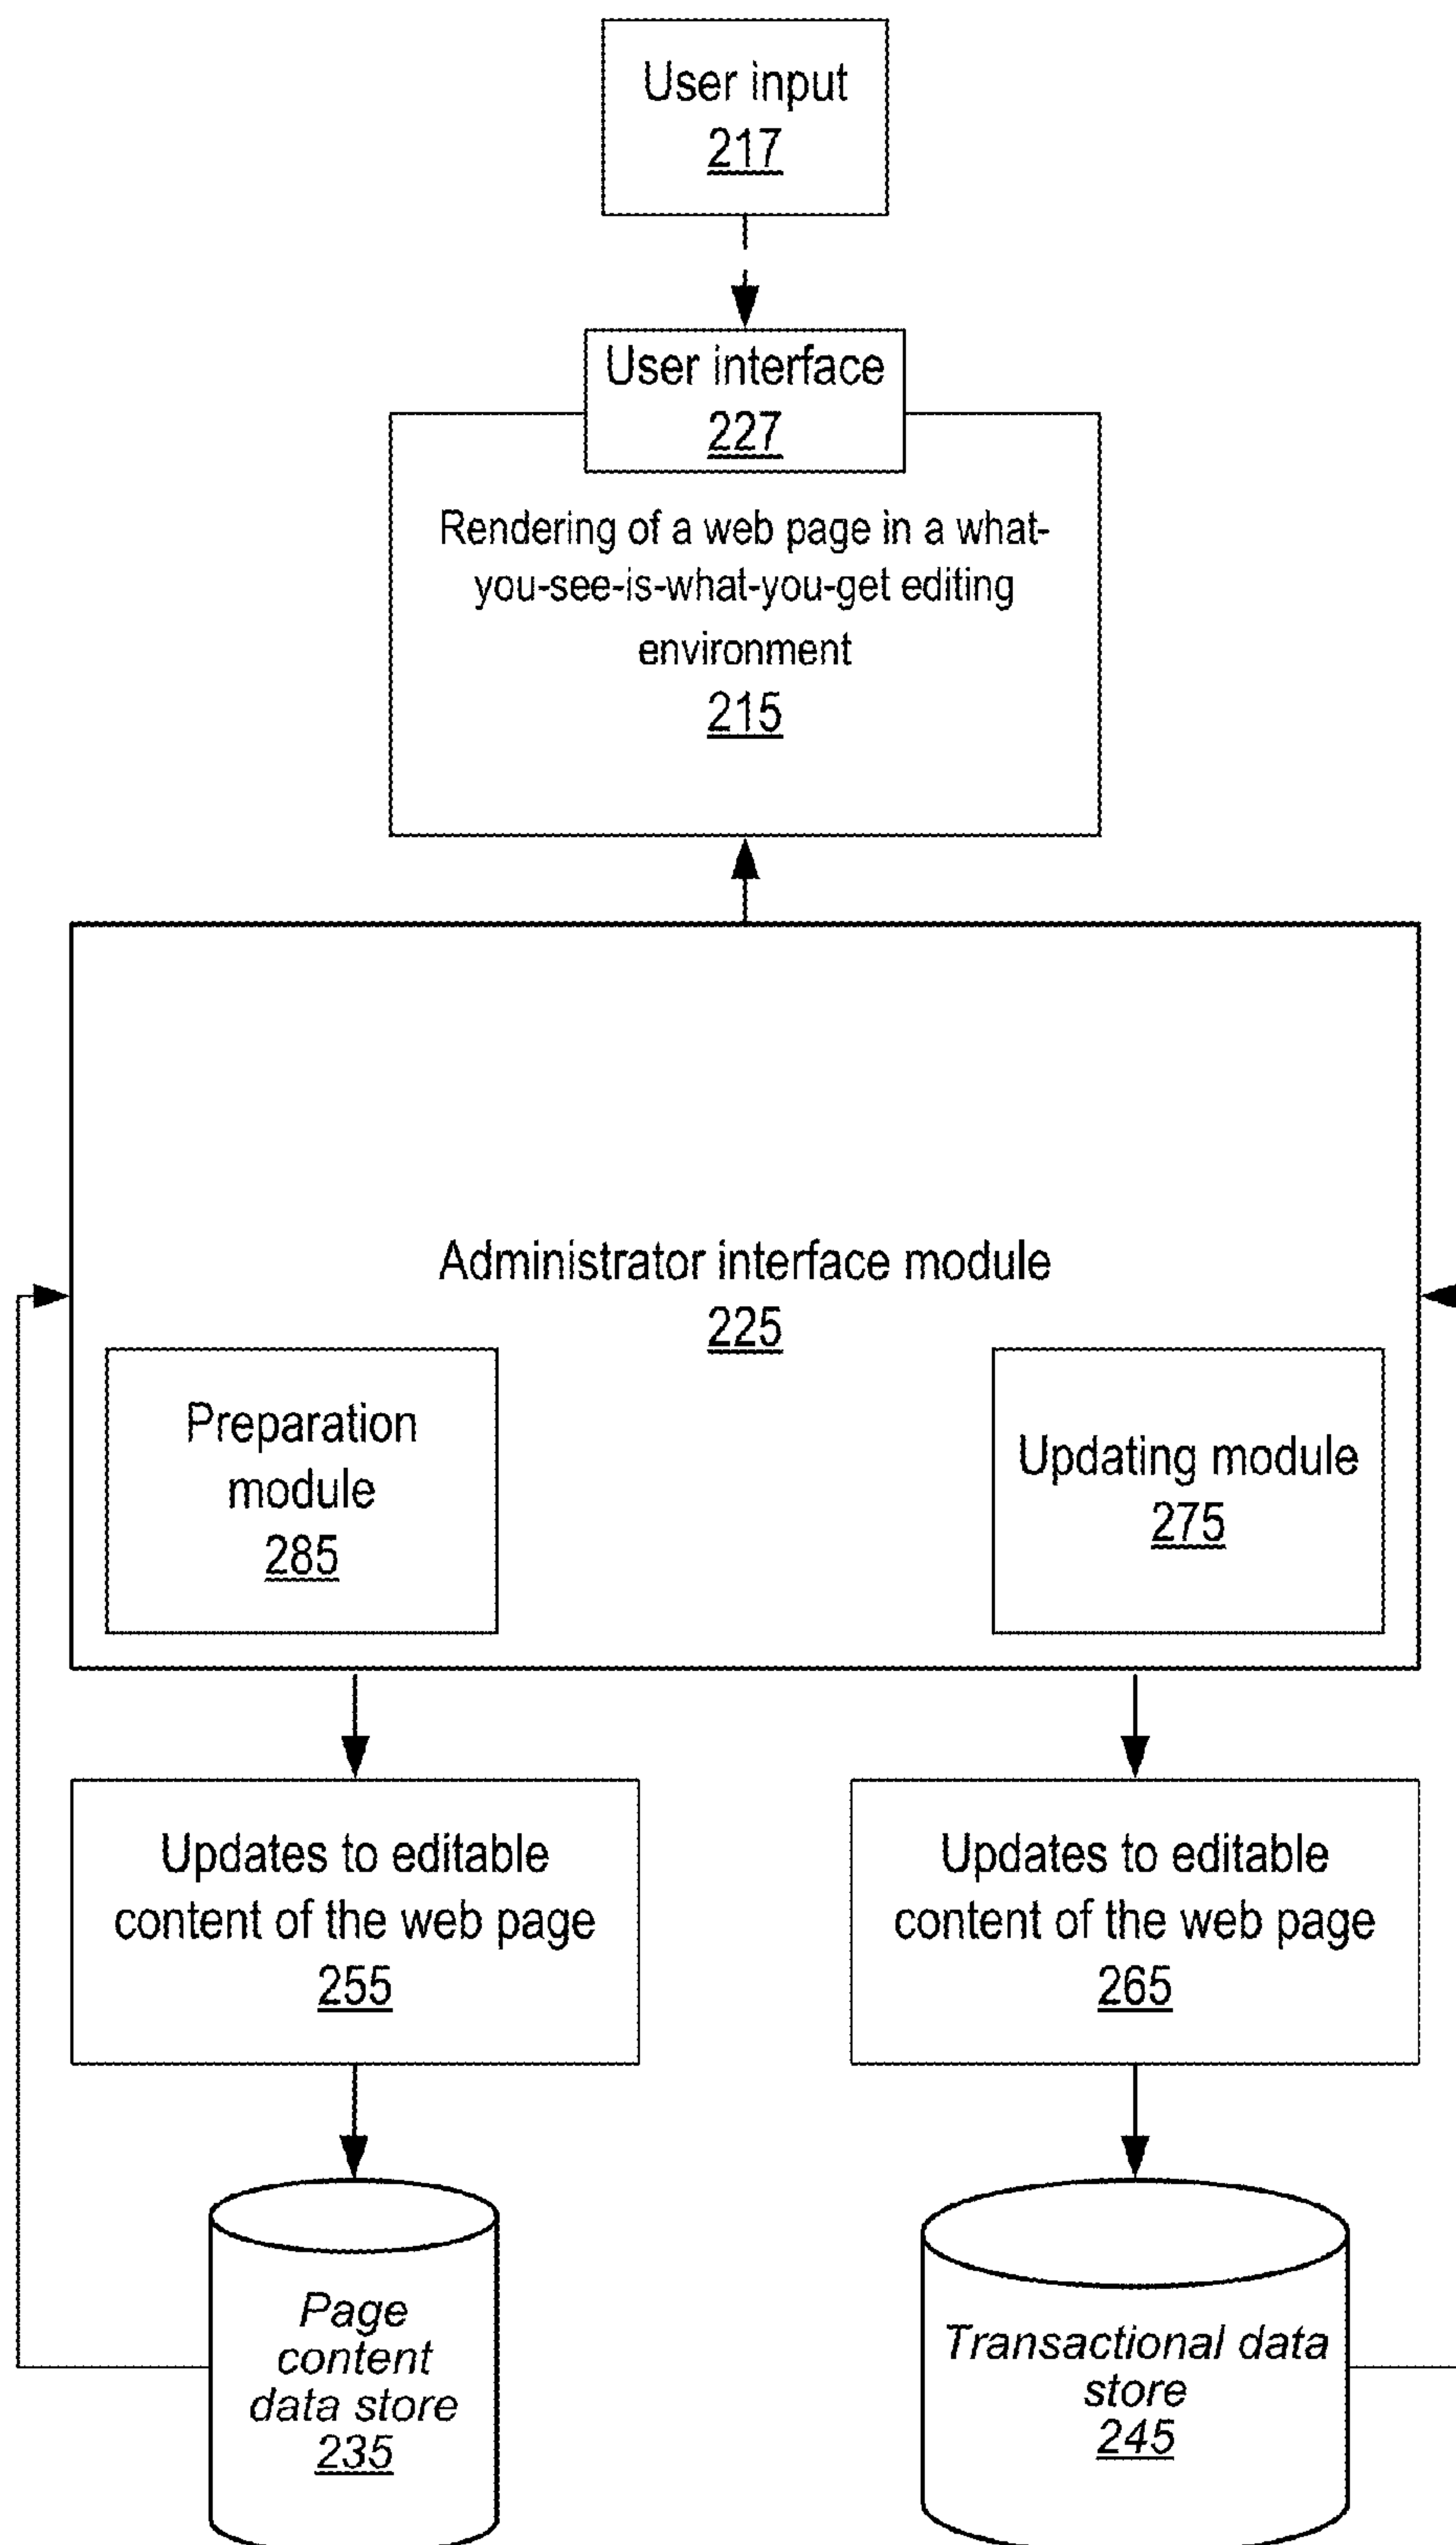 User input
217
User interface
227
Rendering of a web page in a what-
you-see-is-what-you-get editing
environment
215
Administrator interface module
225
Preparation
module
285
Updating module
275
Updates to editable
content of the web page
255
Updates to editable
content of the web page
265
Page
content
data store
235
Transactional data
store
245